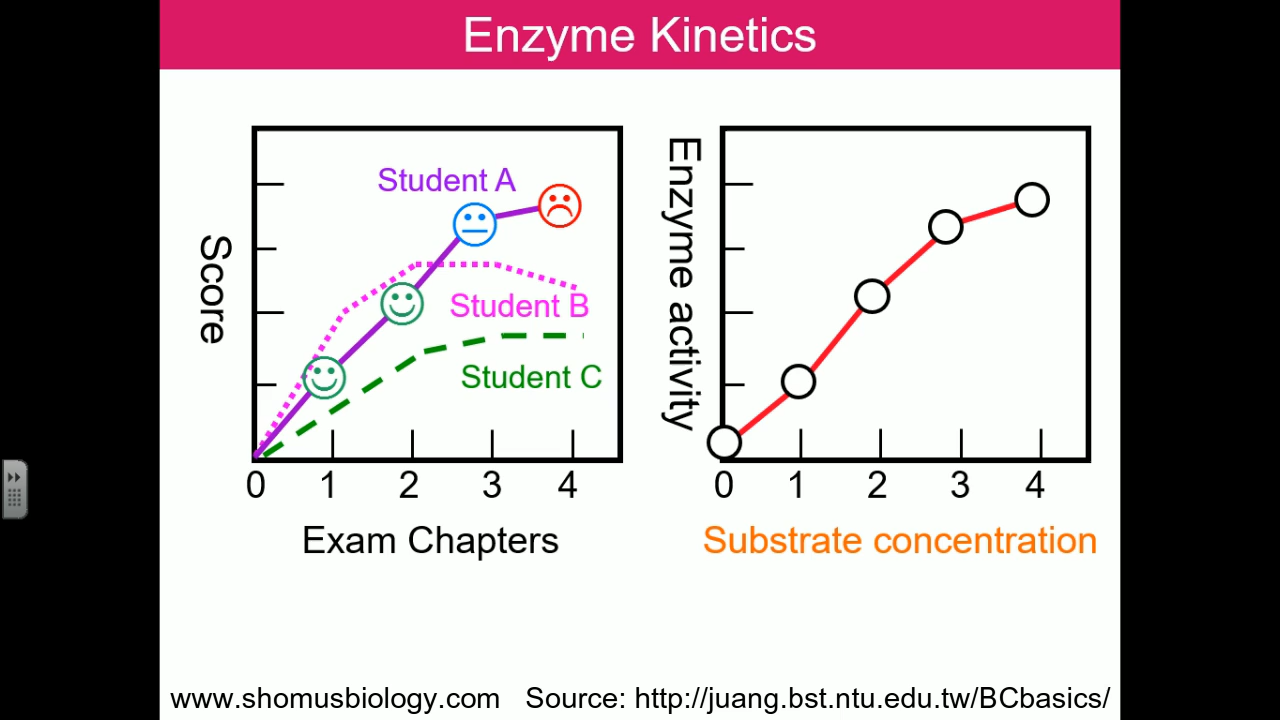 Enzyme Kinetics
Score
Student A
Student B
Student C
0 1 2 3 4
Exam Chapters
Enzyme activity
0 1 2 3 4
Substrate concentration
www.shomusbiology.com Source: http://juang.bst.ntu.edu.tw/BCbasics/